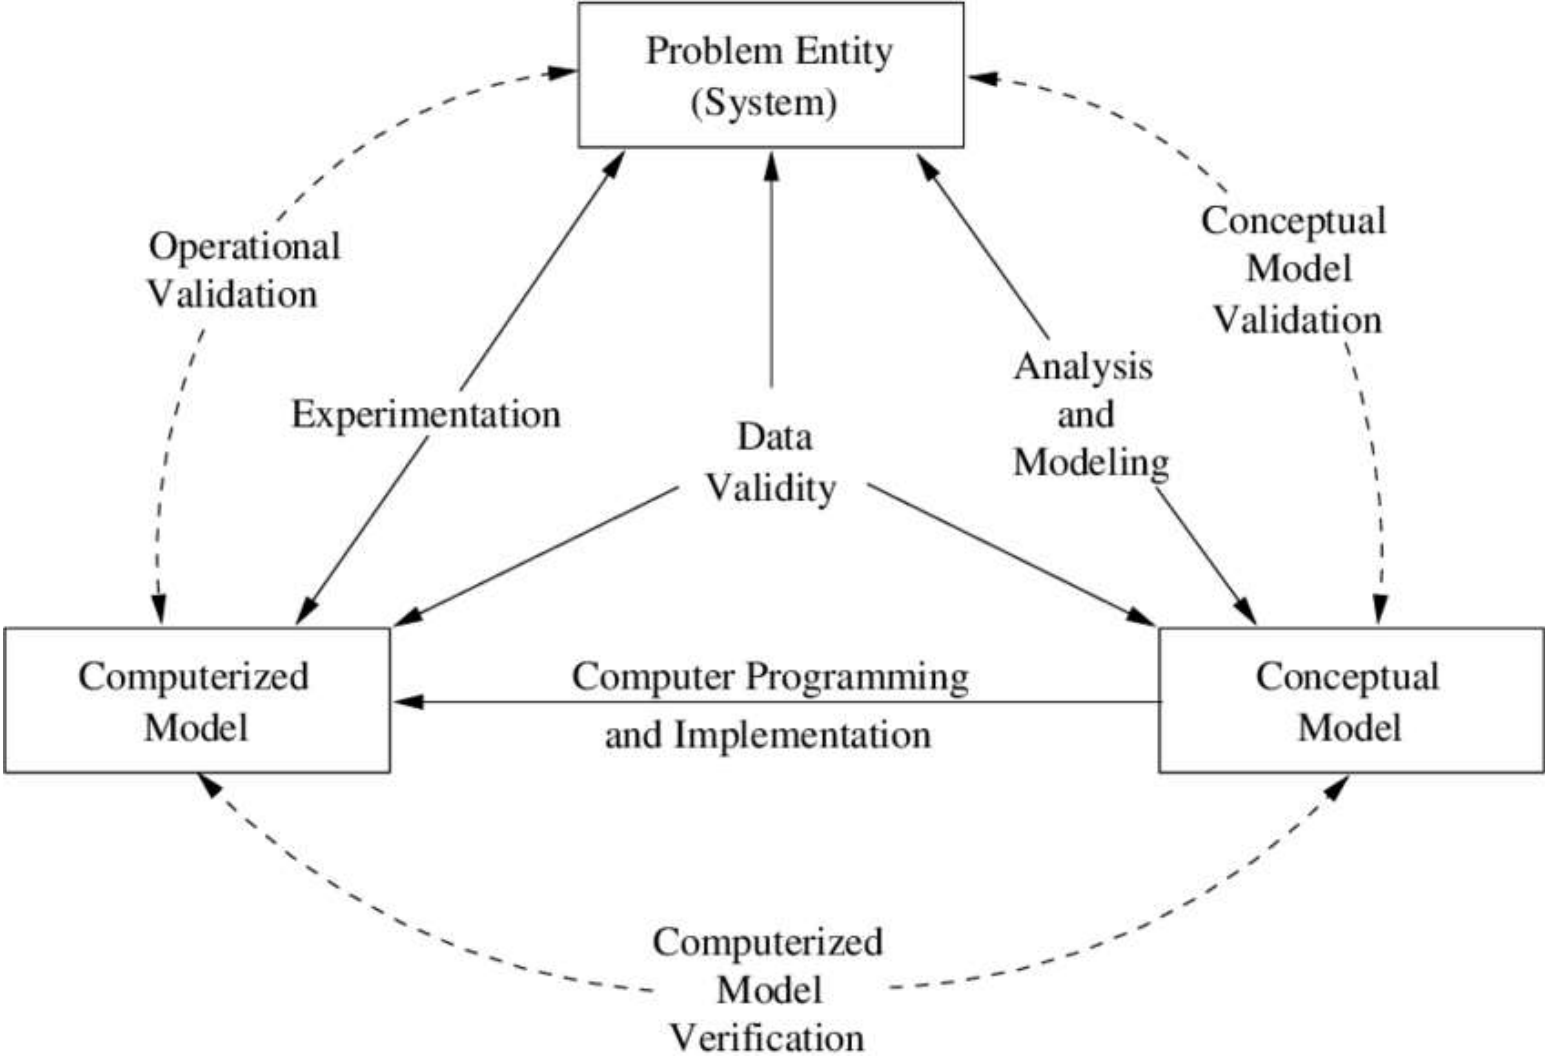 Problem Entity
(System)
Operational
Validation
Conceptual
Model
Validation
Experimentation
Data
Validity
Analysis
and
Modeling
Computerized
Model
Computer Programming
and Implementation
Conceptual
Model
Computerized
Model
Verification